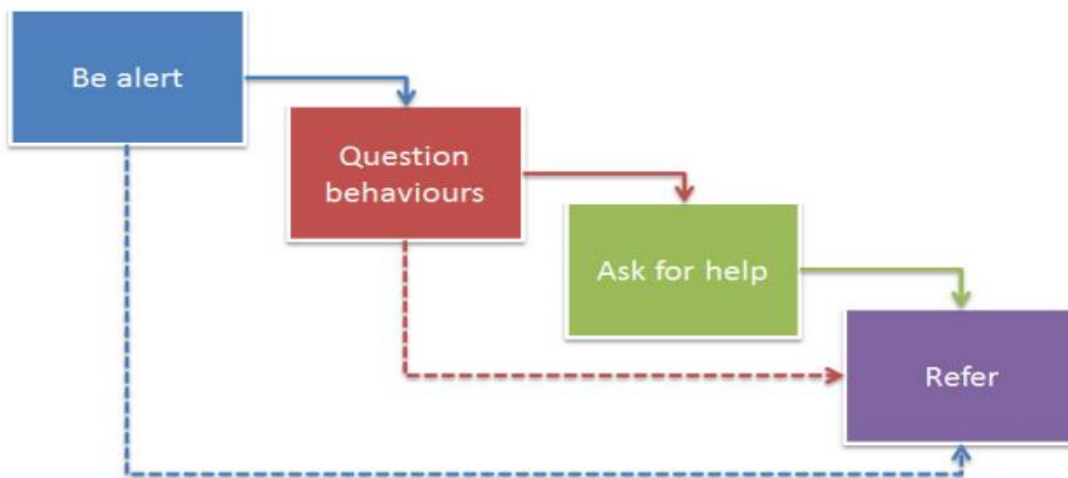 Be alert
Question
behaviours
Ask for help
Refer